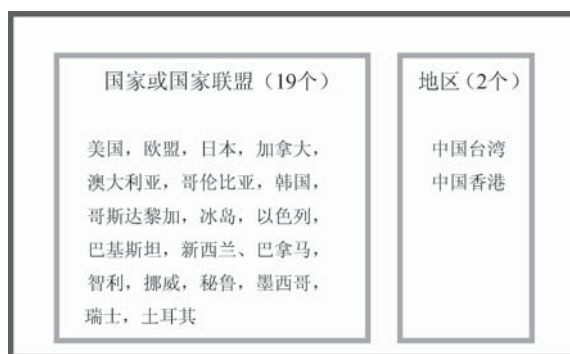 国家或国家联盟（19个）
美国，欧盟，日本，加拿大，
澳大利亚，哥伦比亚，韩国，
哥斯达黎加，冰岛，以色列，
巴基斯坦，新西兰、巴拿马，
智利，挪威，秘鲁，墨西哥，
瑞士，土耳其
地区（2个）
中国台湾
中国香港